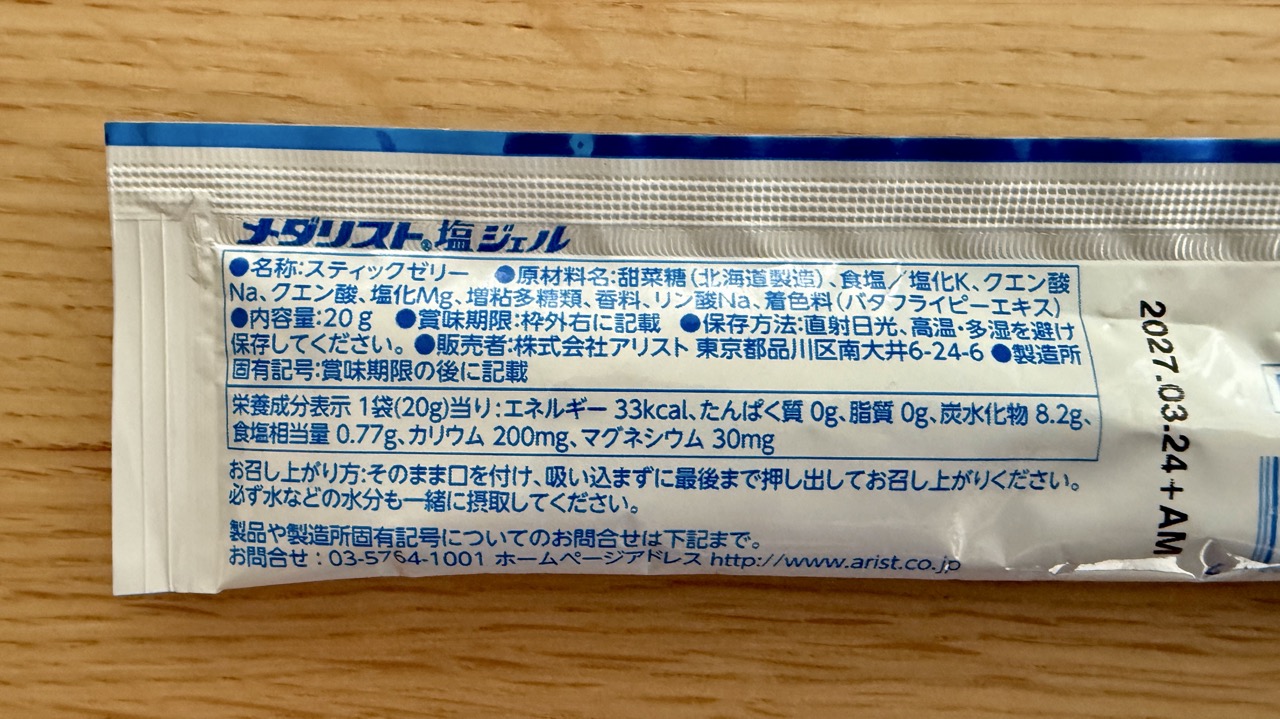 メダリスト®塩ジェル
●名称:スティックゼリー ●原材料名:甜菜糖(北海道製造)、食塩/塩化K、クエン酸
Na、クエン酸、塩化Mg、増粘多糖類、香料、リン酸Na、着色料(バタフライピーエキス)
●内容量:20g ●賞味期限:枠外右に記載 ●保存方法:直射日光、高温・多湿を避け
保存してください。●販売者:株式会社アリスト 東京都品川区南大井6-24-6 ●製造所
固有記号:賞味期限の後に記載
栄養成分表示 1袋(20g)当り:エネルギー 33kcal、たんぱく質 0g、脂質 0g、炭水化物 8.2g、
食塩相当量 0.77g、カリウム 200mg、マグネシウム 30mg
お召し上がり方:そのまま口を付け、吸い込まずに最後まで押し出してお召し上がりください。
必ず水などの水分も一緒に摂取してください。
製品や製造所固有記号についてのお問合せは下記まで。
お問合せ:03-5764-1001 ホームページアドレス http://www.arist.co.jp
2027.03.24+AM